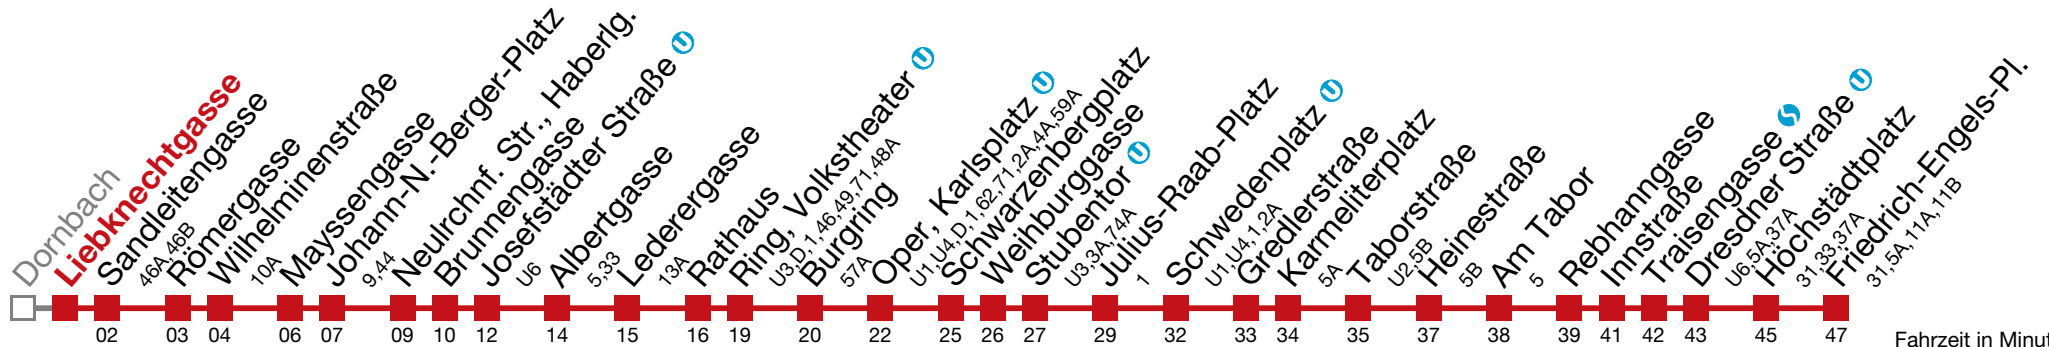 Dornbach
Liebknechtgasse
Sandleitengasse
46A,46B
Römergasse
Wilhelminenstraße
10A
Mayssengasse
Johann-N.-Berger-Platz
9,44
Neulrchnf. Str., Haberlg.
Brunnengasse
Josefstädter Straße U
U6
Albertgasse
5,33
Lederergasse
13A
Rathaus
Ring, Volkstheater U
U3,D,1,46,49,71,48A
Burgring
57A
Oper, Karlsplatz U
U1,U4,D,1,62,71,2A,4A,59A
Schwarzenbergplatz
Weihburggasse
Stubentor U
U3,3A,74A
Julius-Raab-Platz
1
Schwedenplatz U
U1,U4,1,2A
Gredlerstraße
Karmeliterplatz
5A
Taborstraße
U2,5B
Heinestraße
5B
Am Tabor
5
Rebhanngasse
Innstraße
Traisengasse S
Dresdner Straße U
U6,5A,37A
Höchstädtplatz
31,33,37A
Friedrich-Engels-Pl.
31,5A,11A,11B
02 03 04 06 07 09 10 12 14 15 16 19 20 22 25 26 27 29 32 33 34 35 37 38 39 41 42 43 45 47
Fahrzeit in Minut